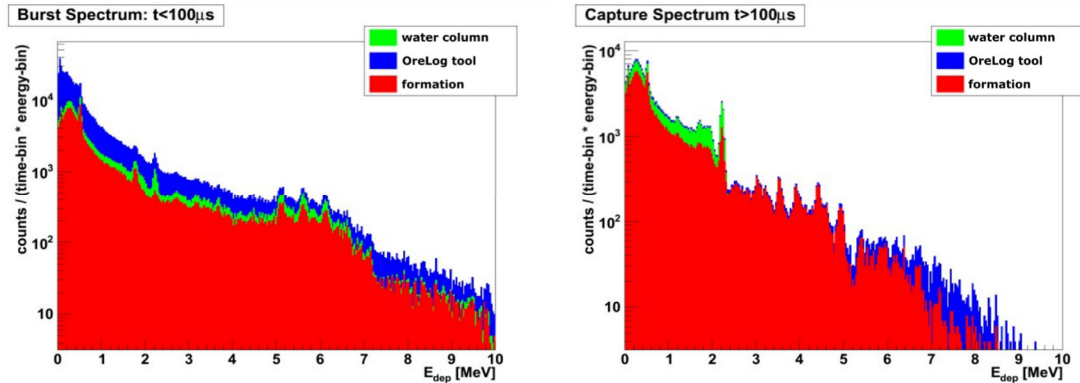 Burst Spectrum: t<100μs
water column
OreLog tool
formation
counts / (time-bin * energy-bin)
10⁴
10³
10²
10
0 1 2 3 4 5 6 7 8 9 10
E_dep [MeV]
Capture Spectrum t>100μs
water column
OreLog tool
formation
counts / (time-bin * energy-bin)
10⁴
10³
10²
10
0 1 2 3 4 5 6 7 8 9 10
E_dep [MeV]